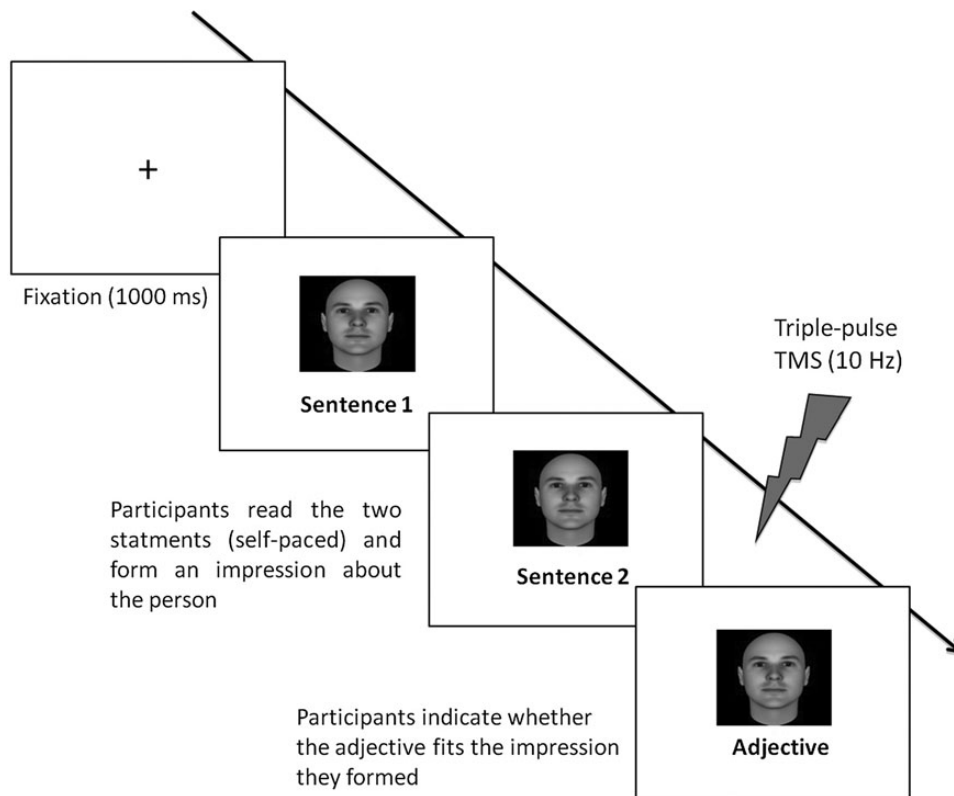 +
Fixation (1000 ms)
Sentence 1
Triple-pulse
TMS (10 Hz)
Participants read the two
statments (self-paced) and
form an impression about
the person
Sentence 2
Participants indicate whether
the adjective fits the impression
they formed
Adjective